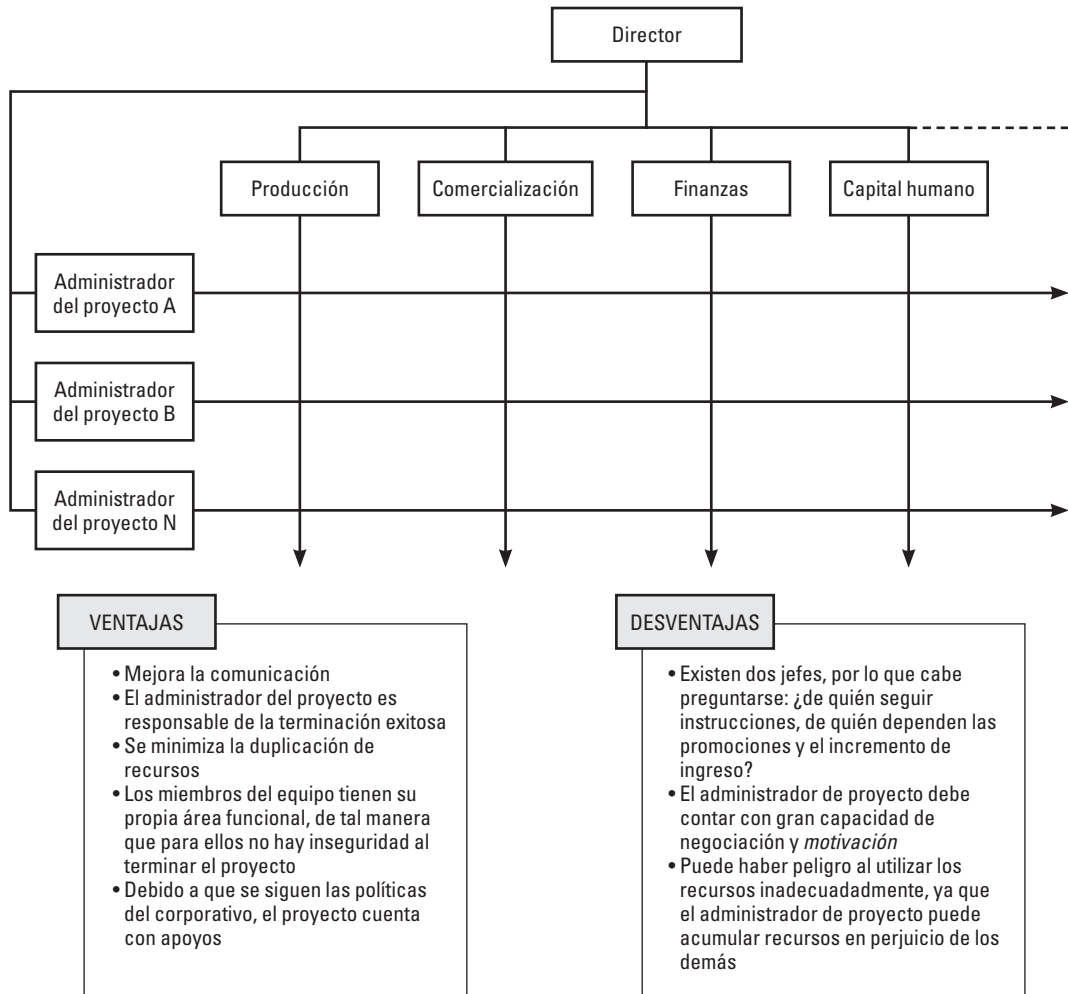 Director
Producción
Comercialización
Finanzas
Capital humano
Administrador
del proyecto A
Administrador
del proyecto B
Administrador
del proyecto N
VENTAJAS
• Mejora la comunicación
• El administrador del proyecto es
responsable de la terminación exitosa
• Se minimiza la duplicación de
recursos
• Los miembros del equipo tienen su
propia área funcional, de tal manera
que para ellos no hay inseguridad al
terminar el proyecto
• Debido a que se siguen las políticas
del corporativo, el proyecto cuenta
con apoyos
DESVENTAJAS
• Existen dos jefes, por lo que cabe
preguntarse: ¿de quién seguir
instrucciones, de quién dependen las
promociones y el incremento de
ingreso?
• El administrador de proyecto debe
contar con gran capacidad de
negociación y motivación
• Puede haber peligro al utilizar los
recursos inadecuadadmente, ya que
el administrador de proyecto puede
acumular recursos en perjuicio de los
demás